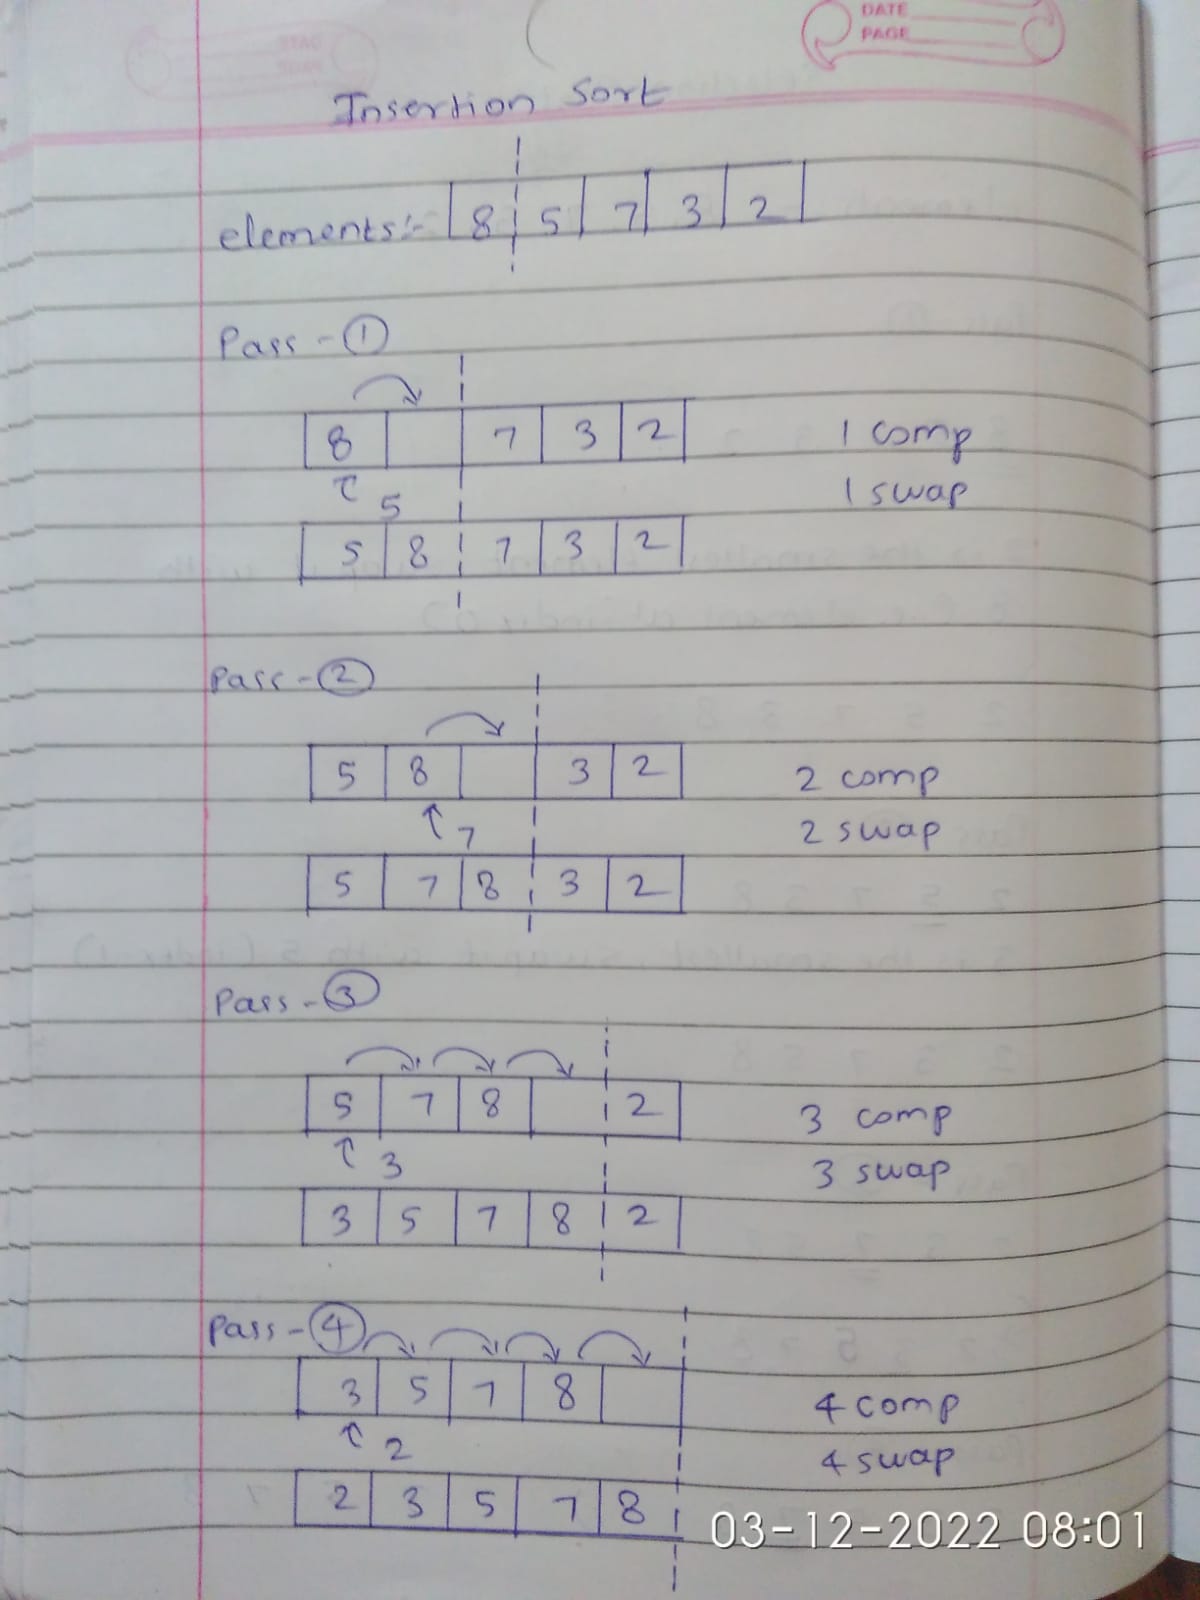 DATE
PAGE
Insertion Sort
elements:- 8 5 7 3 2
Pass - 1
8 7 3 2 1 comp
5 1 swap
5 8 7 3 2
Pass - 2
5 8 3 2 2 comp
7 2 swap
5 7 8 3 2
Pass - 3
5 7 8 2 3 comp
3 3 swap
3 5 7 8 2
Pass - 4
3 5 7 8 4 comp
2 4 swap
2 3 5 7 8
03-12-2022 08:01